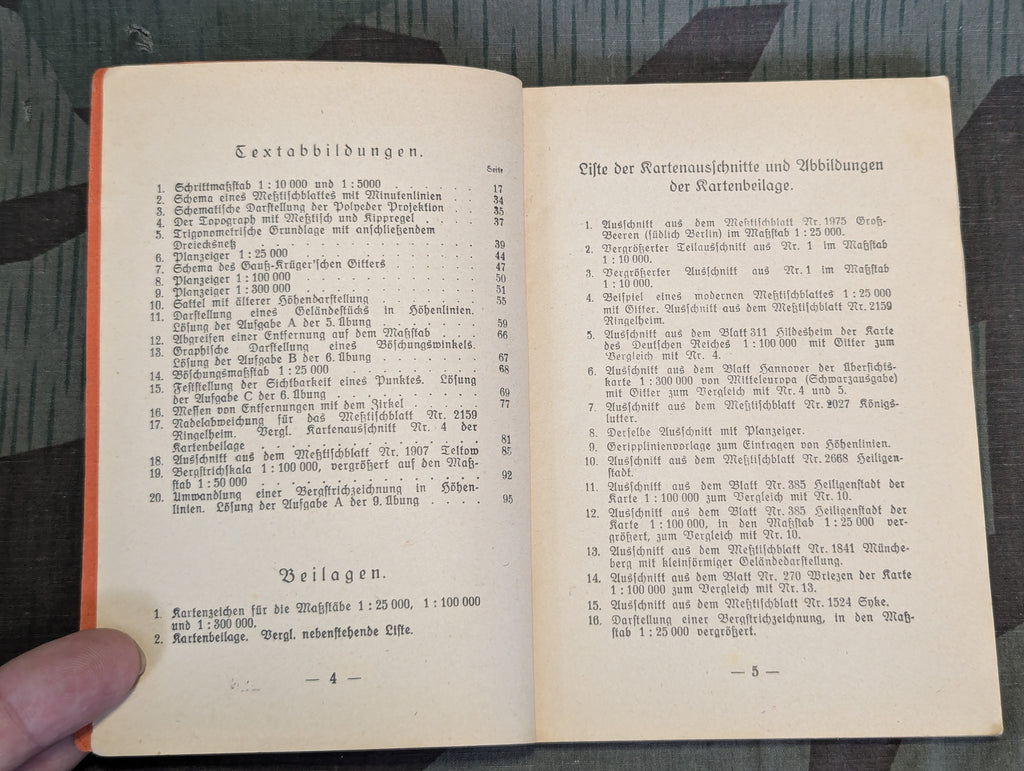 Textabbildungen.
Seite
1. Schrittmaßstab 1 : 10 000 und 1 : 5000 . . . . . . . 17
2. Schema eines Meßtischblattes mit Minutenlinien . . . 34
3. Schematische Darstellung der Polyeder Projektion . . 35
4. Der Topograph mit Meßtisch und Kippregel . . . . . 37
5. Trigonometrische Grundlage mit anschließendem
Dreiecksnetz . . . . . . . . . . . . . . . 39
6. Planzeiger 1 : 25 000 . . . . . . . . . . . . 44
7. Schema des Gauß-Krüger'schen Gitters . . . . . . 47
8. Planzeiger 1 : 100 000 . . . . . . . . . . . . 50
9. Planzeiger 1 : 300 000 . . . . . . . . . . . . 51
10. Sattel mit älterer Höhendarstellung . . . . . . . 55
11. Darstellung eines Geländestücks in Höhenlinien.
Lösung der Aufgabe A der 5. Übung . . . . . . . 59
12. Abgreifen einer Entfernung auf dem Maßstab . . . . 66
13. Graphische Darstellung eines Böschungswinkels.
Lösung der Aufgabe B der 6. Übung . . . . . . . 67
14. Böschungsmaßstab 1 : 25 000 . . . . . . . . . 68
15. Feststellung der Sichtbarkeit eines Punktes. Lösung
der Aufgabe C der 6. Übung . . . . . . . . . . 69
16. Messen von Entfernungen mit dem Zirkel . . . . . 77
17. Nadelabweichung für das Meßtischblatt Nr. 2159
Ringelheim. Vergl. Kartenausschnitt Nr. 4 der
Kartenbeilage . . . . . . . . . . . . . . . 81
18. Ausschnitt aus dem Meßtischblatt Nr. 1907 Teltow 85
19. Bergstrichskala 1 : 100 000, vergrößert auf den Maß-
stab 1 : 50 000 . . . . . . . . . . . . . . 92
20. Umwandlung einer Bergstrichzeichnung in Höhen-
linien. Lösung der Aufgabe A der 9. Übung . . . . 95
Beilagen.
1. Kartenzeichen für die Maßstäbe 1 : 25 000, 1 : 100 000
und 1 : 300 000.
2. Kartenbeilage. Vergl. nebenstehende Liste.
— 4 —
Liste der Kartenausschnitte und Abbildungen
der Kartenbeilage.
1. Ausschnitt aus dem Meßtischblatt Nr. 1975 Groß-
Beeren (südlich Berlin) im Maßstab 1 : 25 000.
2. Vergrößerter Teilausschnitt aus Nr. 1 im Maßstab
1 : 10 000.
3. Vergrößerter Ausschnitt aus Nr. 1 im Maßstab
1 : 10 000.
4. Beispiel eines modernen Meßtischblattes 1 : 25 000
mit Gitter. Ausschnitt aus dem Meßtischblatt Nr. 2159
Ringelheim.
5. Ausschnitt aus dem Blatt 311 Hildesheim der Karte
des Deutschen Reiches 1 : 100 000 mit Gitter zum
Vergleich mit Nr. 4.
6. Ausschnitt aus dem Blatt Hannover der Übersichts-
karte 1 : 300 000 von Mitteleuropa (Schwarzausgabe)
mit Gitter zum Vergleich mit Nr. 4 und 5.
7. Ausschnitt aus dem Meßtischblatt Nr. 2027 Königs-
lutter.
8. Derselbe Ausschnitt mit Planzeiger.
9. Geripplinienvorlage zum Eintragen von Höhenlinien.
10. Ausschnitt aus dem Meßtischblatt Nr. 2668 Heiligen-
stadt.
11. Ausschnitt aus dem Blatt Nr. 385 Heiligenstadt der
Karte 1 : 100 000 zum Vergleich mit Nr. 10.
12. Ausschnitt aus dem Blatt Nr. 385 Heiligenstadt der
Karte 1 : 100 000, in den Maßstab 1 : 25 000 ver-
größert, zum Vergleich mit Nr. 10.
13. Ausschnitt aus dem Meßtischblatt Nr. 1841 Münche-
berg mit kleinförmiger Geländedarstellung.
14. Ausschnitt aus dem Blatt Nr. 270 Wriezen der Karte
1 : 100 000 zum Vergleich mit Nr. 13.
15. Ausschnitt aus dem Meßtischblatt Nr. 1524 Syke.
16. Darstellung einer Bergstrichzeichnung, in den Maß-
stab 1 : 25 000 vergrößert.
— 5 —